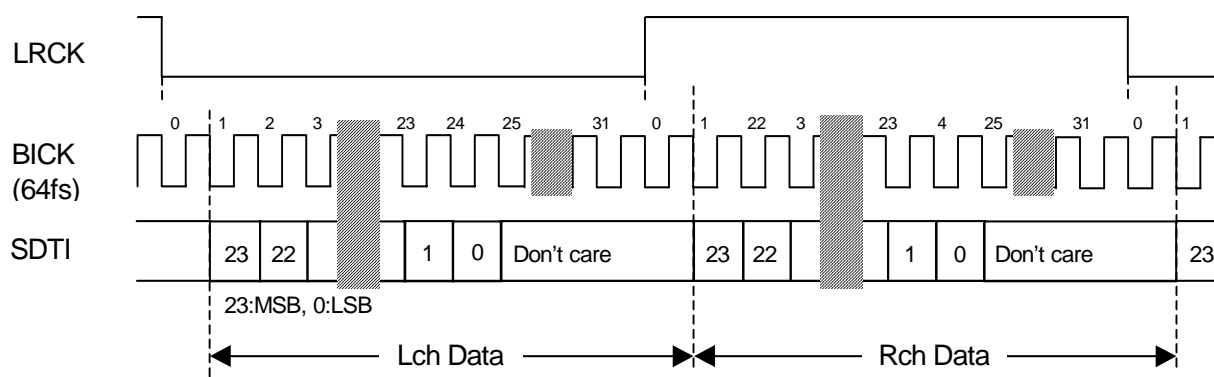 LRCK
0 1 2 3 23 24 25 31 0 1 22 3 23 4 25 31 0 1
BICK
(64fs)
SDTI
23 22 1 0 Don't care 23 22 1 0 Don't care 23
23:MSB, 0:LSB
Lch Data Rch Data